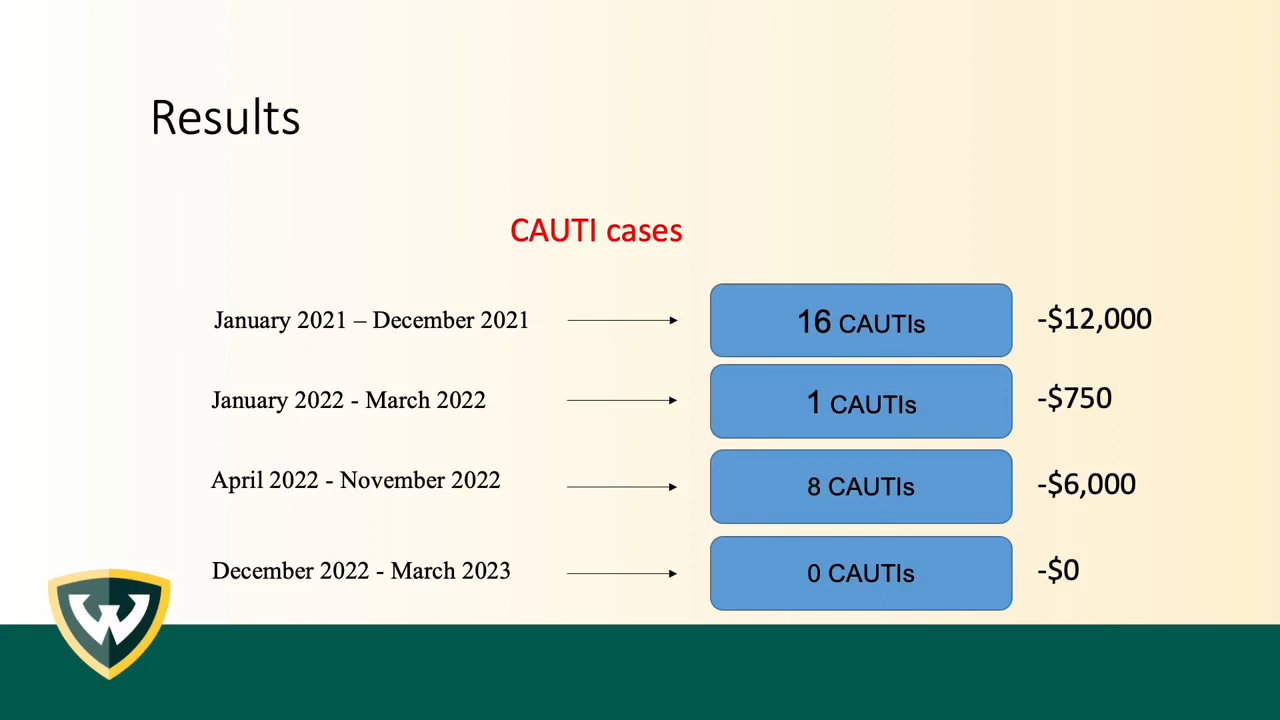 Results
CAUTI cases
January 2021 – December 2021 16 CAUTIs -$12,000
January 2022 - March 2022 1 CAUTIs -$750
April 2022 - November 2022 8 CAUTIs -$6,000
December 2022 - March 2023 0 CAUTIs -$0
W